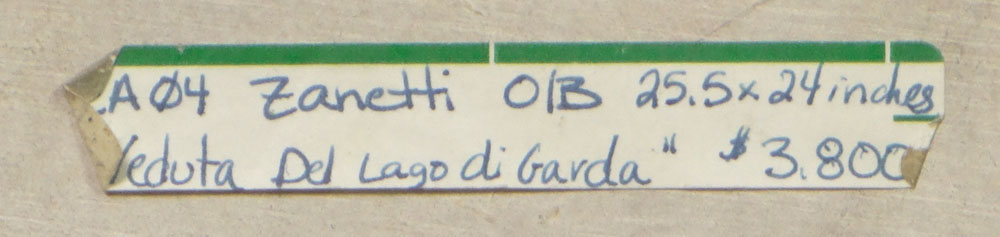 A04 Zanetti O/B 25.5x24 inches
Veduta Del Lago di Garda" $3.800